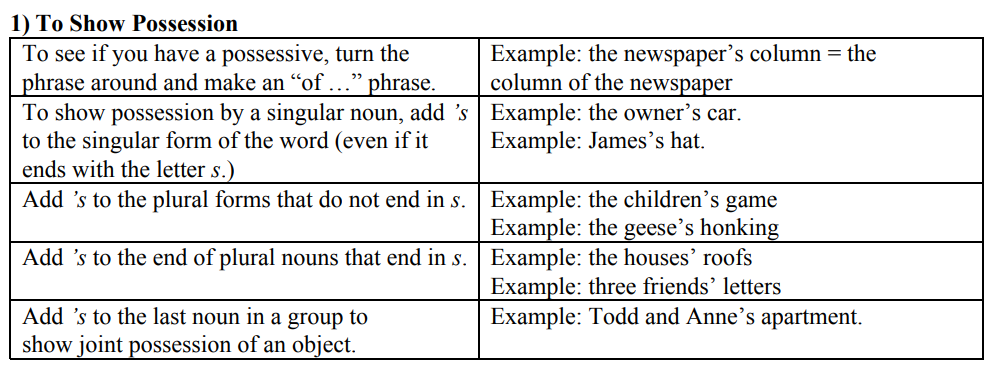 1) To Show Possession
To see if you have a possessive, turn the
phrase around and make an “of …” phrase.
Example: the newspaper’s column = the
column of the newspaper
To show possession by a singular noun, add ’s
to the singular form of the word (even if it
ends with the letter s.)
Example: the owner’s car.
Example: James’s hat.
Add ’s to the plural forms that do not end in s.
Example: the children’s game
Example: the geese’s honking
Add ’s to the end of plural nouns that end in s.
Example: the houses’ roofs
Example: three friends’ letters
Add ’s to the last noun in a group to
show joint possession of an object.
Example: Todd and Anne’s apartment.